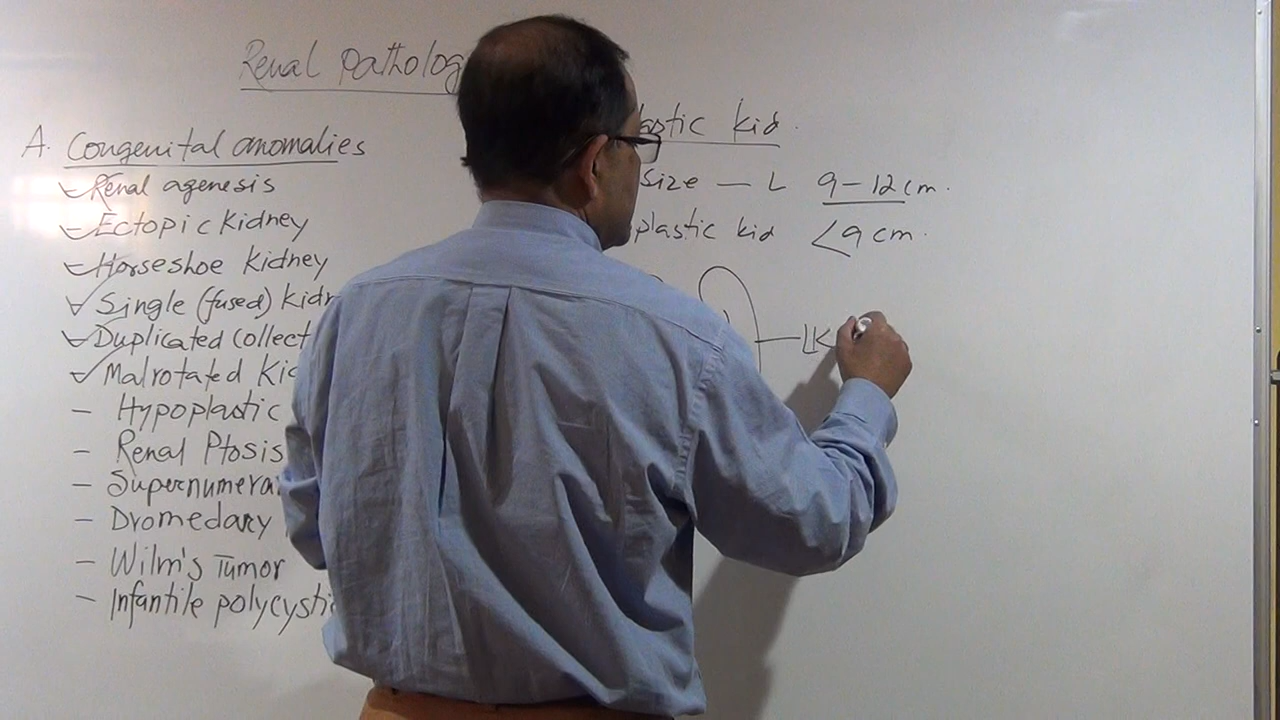 Renal Patholog
A. Congenital anomalies
Renal agenesis
Ectopic kidney
Horseshoe kidney
Single (fused) kidn
Duplicated Collect
Malrotated Kid
- Hypoplastic
- Renal Ptosis
- Supernumera
- Dromedary
- Wilm's Tumor
- Infantile polycysti
lastic kid.
Size - L 9-12 cm.
plastic kid <9 cm.
LK